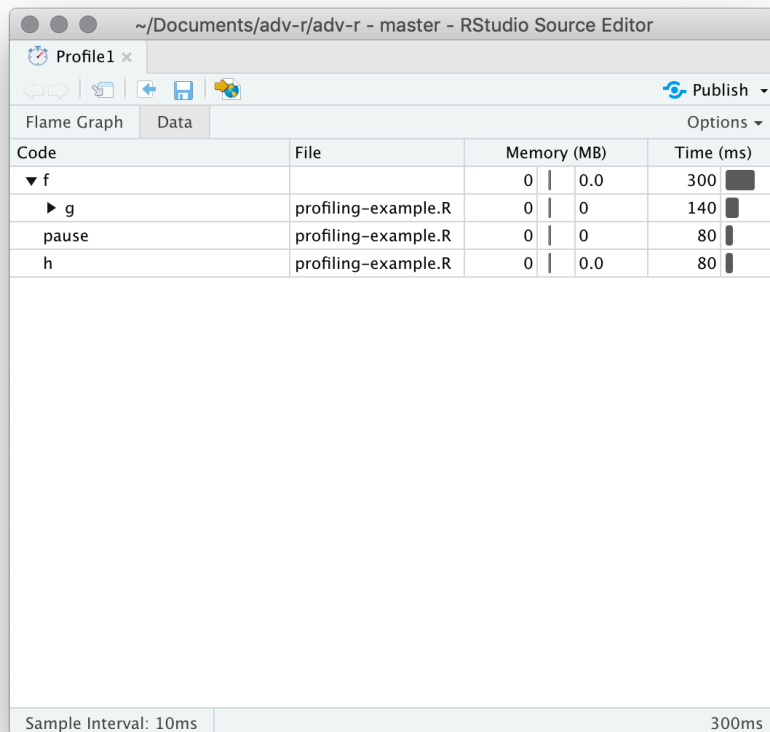 ~/Documents/adv-r/adv-r - master - RStudio Source Editor
Profile1
Publish
Flame Graph Data Options
Code File Memory (MB) Time (ms)
f 0 0.0 300
g profiling-example.R 0 0 140
pause profiling-example.R 0 0 80
h profiling-example.R 0 0.0 80
Sample Interval: 10ms 300ms